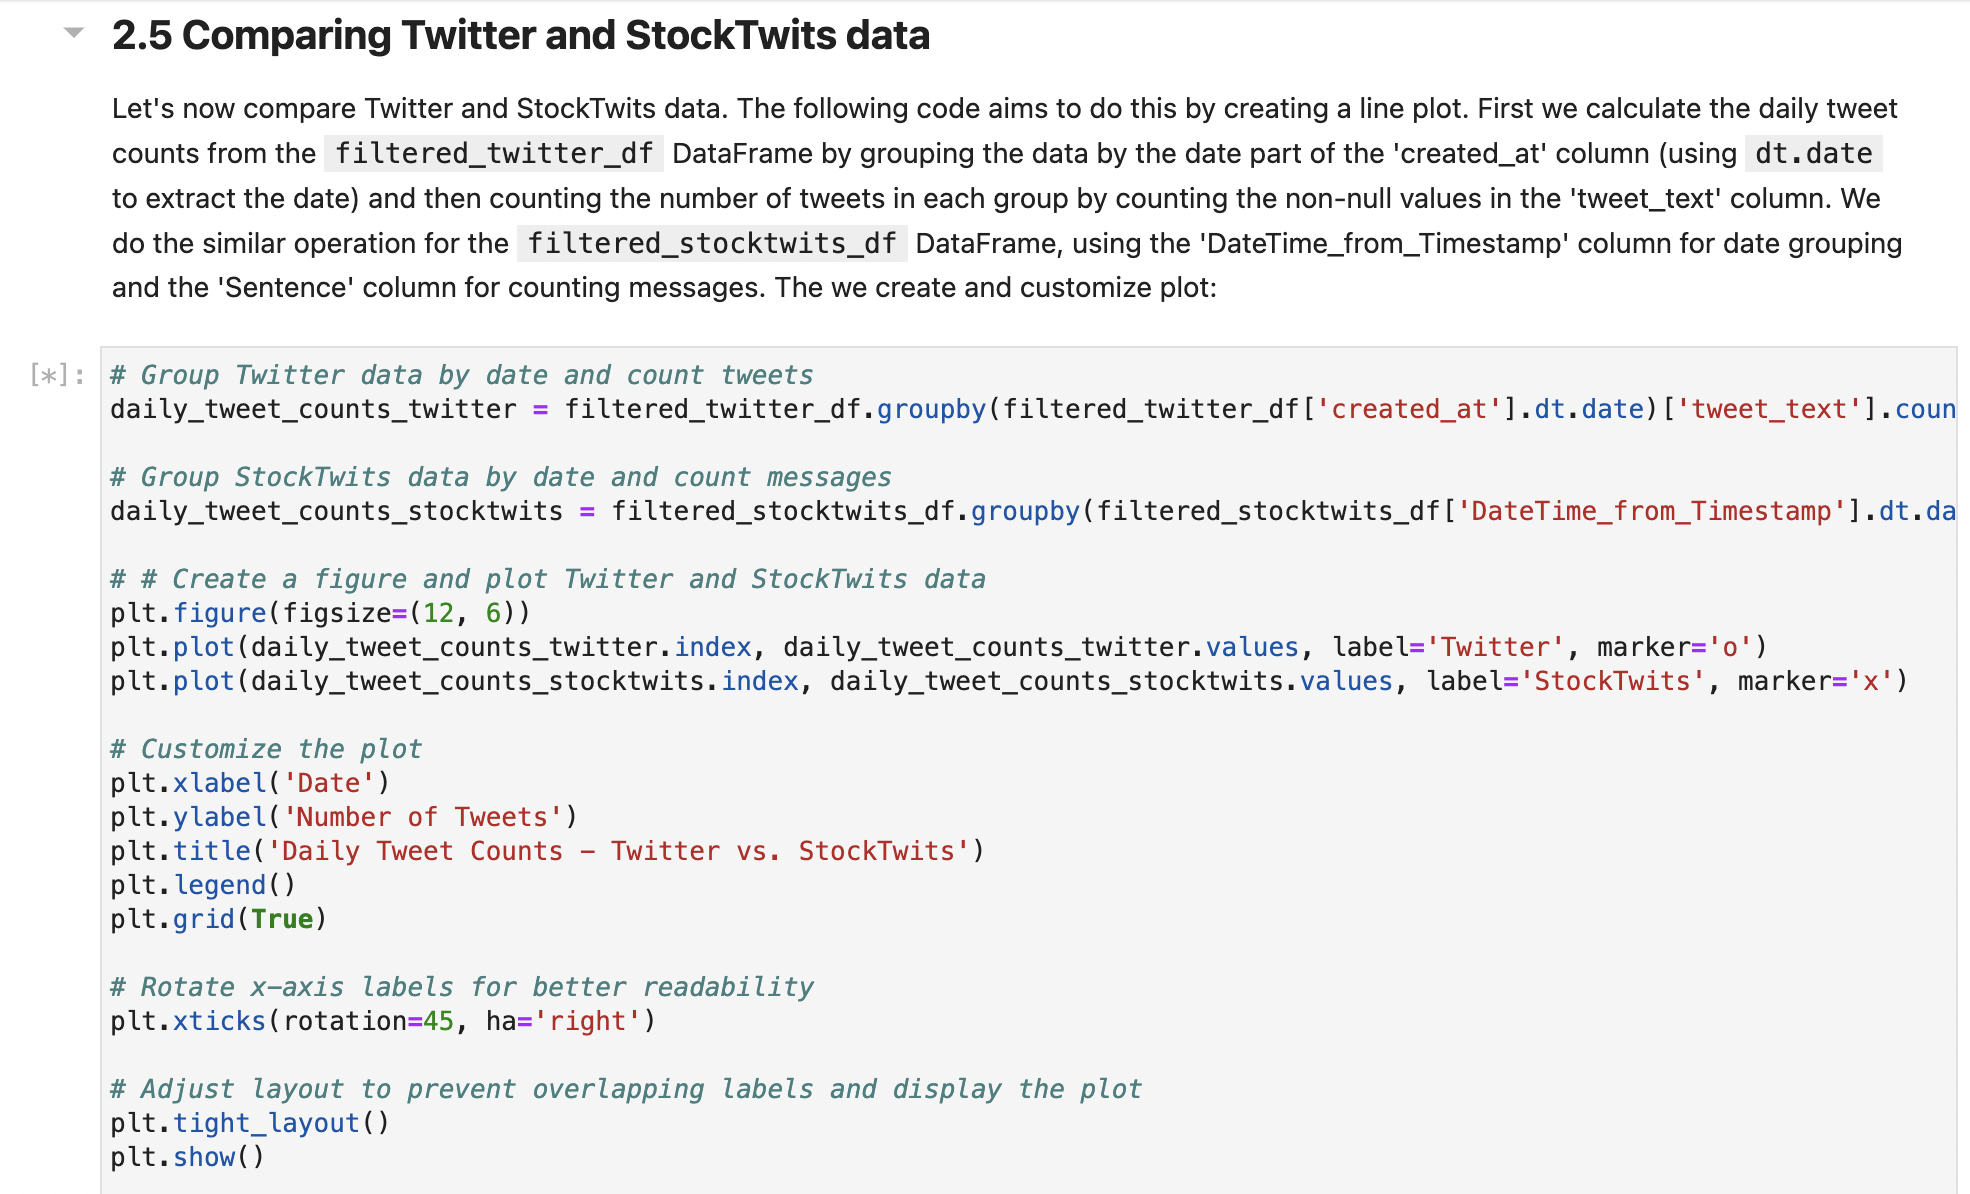 2.5 Comparing Twitter and StockTwits data
Let's now compare Twitter and StockTwits data. The following code aims to do this by creating a line plot. First we calculate the daily tweet
counts from the filtered_twitter_df DataFrame by grouping the data by the date part of the 'created_at' column (using dt.date
to extract the date) and then counting the number of tweets in each group by counting the non-null values in the 'tweet_text' column. We
do the similar operation for the filtered_stocktwits_df DataFrame, using the 'DateTime_from_Timestamp' column for date grouping
and the 'Sentence' column for counting messages. The we create and customize plot:
[*]: # Group Twitter data by date and count tweets
daily_tweet_counts_twitter = filtered_twitter_df.groupby(filtered_twitter_df['created_at'].dt.date)['tweet_text'].coun
# Group StockTwits data by date and count messages
daily_tweet_counts_stocktwits = filtered_stocktwits_df.groupby(filtered_stocktwits_df['DateTime_from_Timestamp'].dt.da
# # Create a figure and plot Twitter and StockTwits data
plt.figure(figsize=(12, 6))
plt.plot(daily_tweet_counts_twitter.index, daily_tweet_counts_twitter.values, label='Twitter', marker='o')
plt.plot(daily_tweet_counts_stocktwits.index, daily_tweet_counts_stocktwits.values, label='StockTwits', marker='x')
# Customize the plot
plt.xlabel('Date')
plt.ylabel('Number of Tweets')
plt.title('Daily Tweet Counts - Twitter vs. StockTwits')
plt.legend()
plt.grid(True)
# Rotate x-axis labels for better readability
plt.xticks(rotation=45, ha='right')
# Adjust layout to prevent overlapping labels and display the plot
plt.tight_layout()
plt.show()